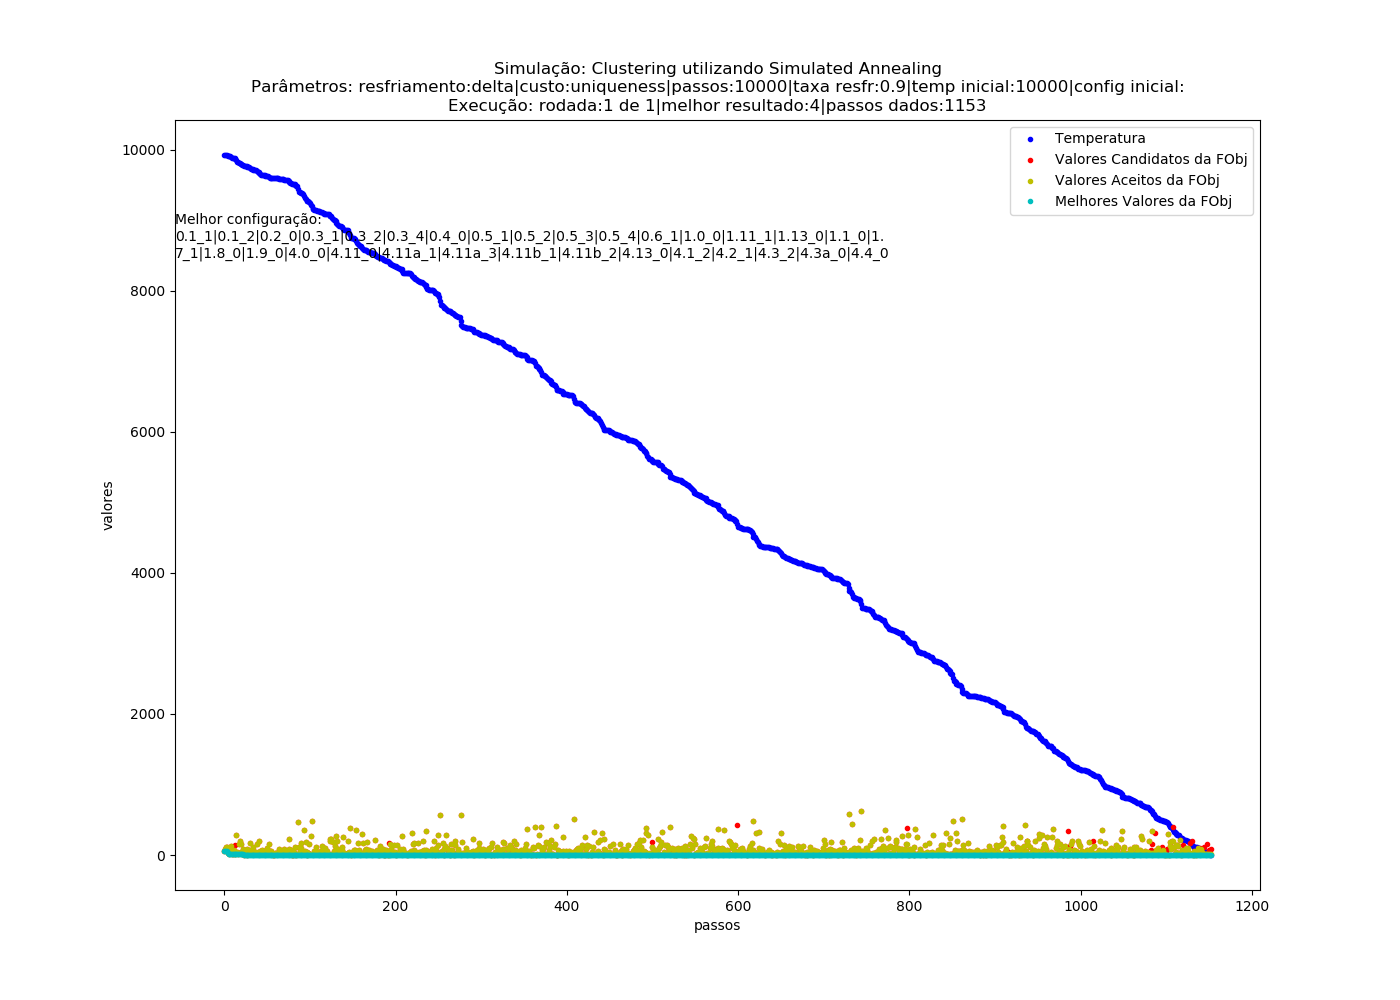 Simulação: Clustering utilizando Simulated Annealing
Parâmetros: resfriamento:delta|custo:uniqueness|passos:10000|taxa resfr:0.9|temp inicial:10000|config inicial:
Execução: rodada:1 de 1|melhor resultado:4|passos dados:1153
Temperatura
Valores Candidatos da FObj
Valores Aceitos da FObj
Melhores Valores da FObj
10000
8000
6000
4000
2000
0
valores
Melhor configuração:
0.1_1|0.1_2|0.2_0|0.3_1|0.3_2|0.3_4|0.4_0|0.5_1|0.5_2|0.5_3|0.5_4|0.6_1|1.0_0|1.11_1|1.13_0|1.1_0|1.
7_1|1.8_0|1.9_0|4.0_0|4.11_0|4.11a_1|4.11a_3|4.11b_1|4.11b_2|4.13_0|4.1_2|4.2_1|4.3_2|4.3a_0|4.4_0
0 200 400 600 800 1000 1200
passos